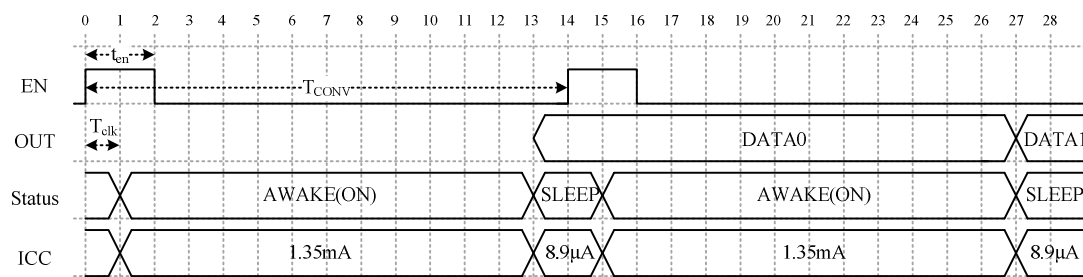 0 1 2 3 4 5 6 7 8 9 10 11 12 13 14 15 16 17 18 19 20 21 22 23 24 25 26 27 28
ten
EN
TCONV
Tclk
OUT DATA0 DATA1
Status AWAKE(ON) SLEEP AWAKE(ON) SLEEP
ICC 1.35mA 8.9μA 1.35mA 8.9μA